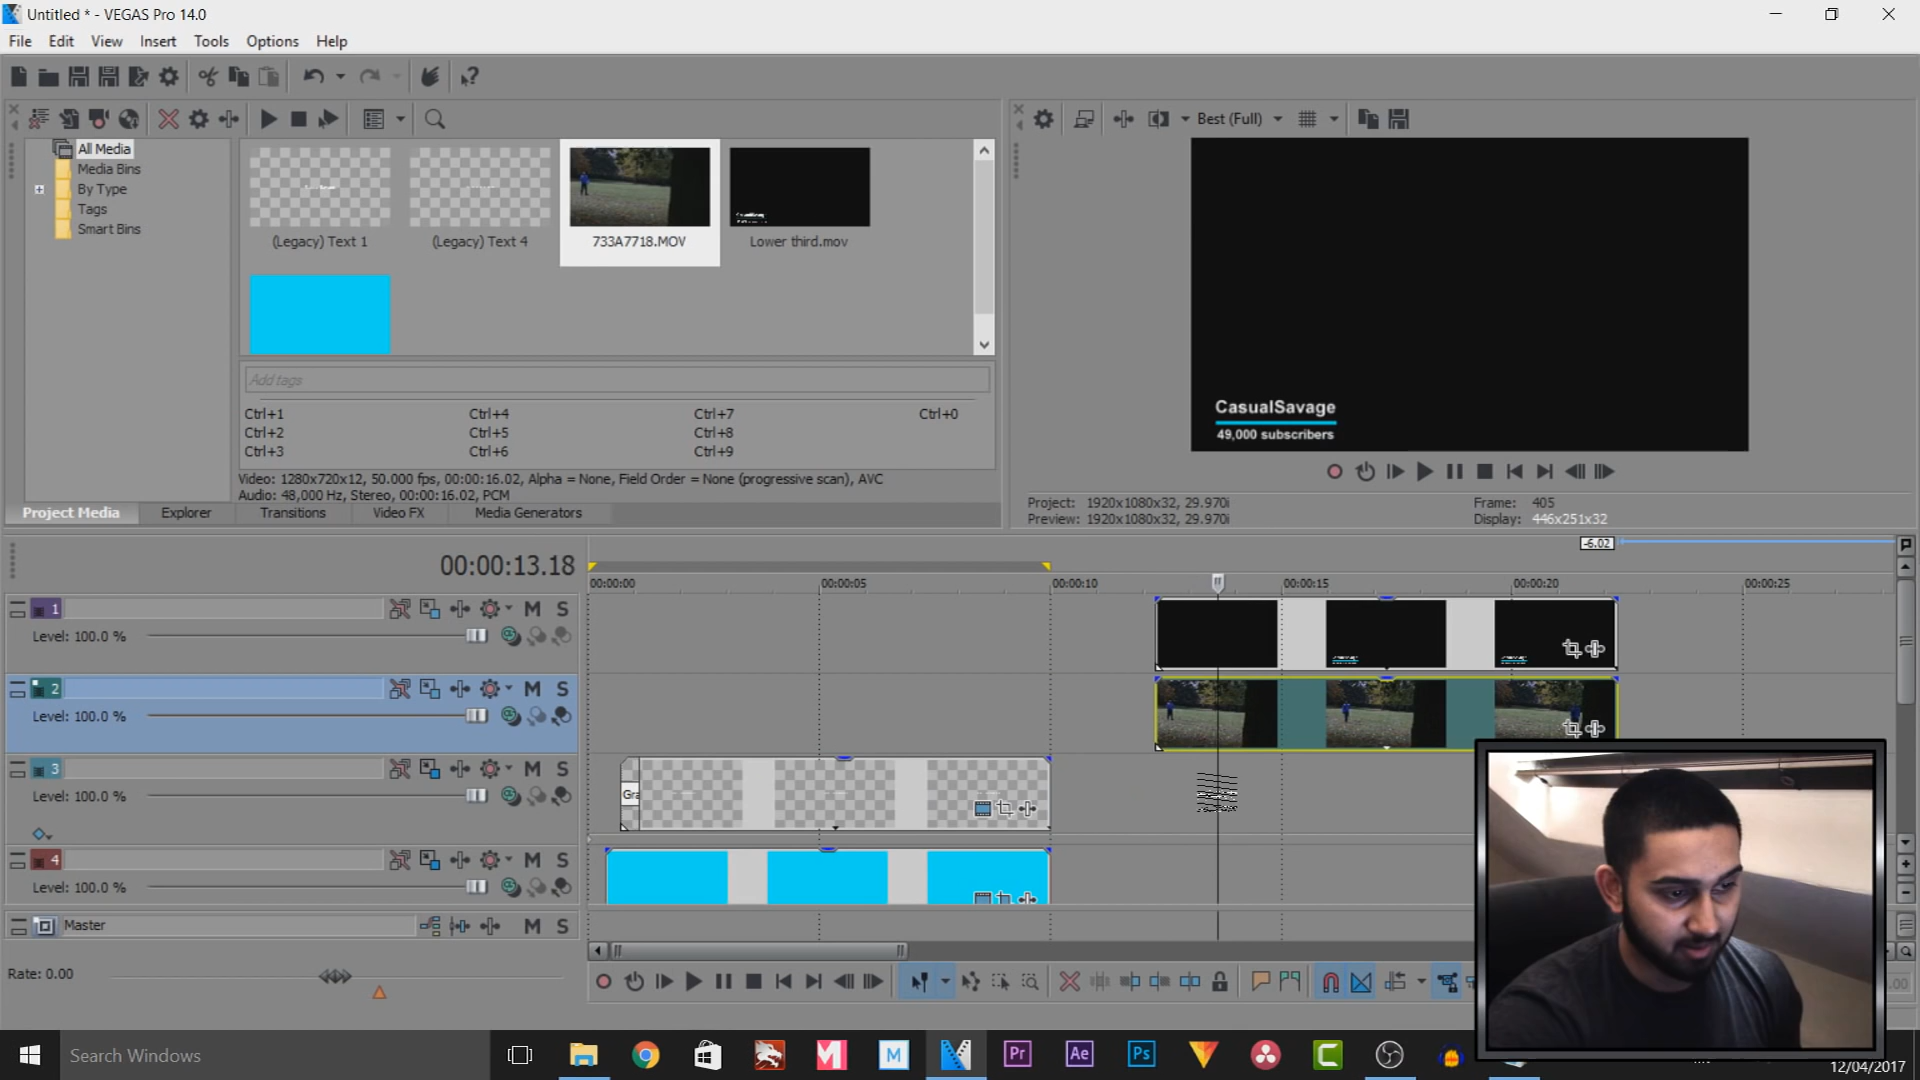 Untitled * - VEGAS Pro 14.0
File Edit View Insert Tools Options Help
Best (Full)
All Media
Media Bins
By Type
Tags
Smart Bins
(Legacy) Text 1
(Legacy) Text 4
733A7718.MOV
Lower third.mov
Add tags
Ctrl+1 Ctrl+4 Ctrl+7 Ctrl+0
Ctrl+2 Ctrl+5 Ctrl+8
Ctrl+3 Ctrl+6 Ctrl+9
Video: 1280x720x12, 50.000 fps, 00:00:16.02, Alpha = None, Field Order = None (progressive scan), AVC
Audio: 48,000 Hz, Stereo, 00:00:16.02, PCM
Project Media Explorer Transitions Video FX Media Generators
CasualSavage
49,000 subscribers
Project: 1920x1080x32, 29.970i
Preview: 1920x1080x32, 29.970i
Frame: 405
Display: 446x251x32
-6.02
00:00:13.18
00:00:00 00:00:05 00:00:10 00:00:15 00:00:20 00:00:25
1 M S
Level: 100.0 %
2 M S
Level: 100.0 %
3 M S
Level: 100.0 %
Gra
4 M S
Level: 100.0 %
Master M S
Rate: 0.00
Search Windows
Pr
Ae
Ps
12/04/2017